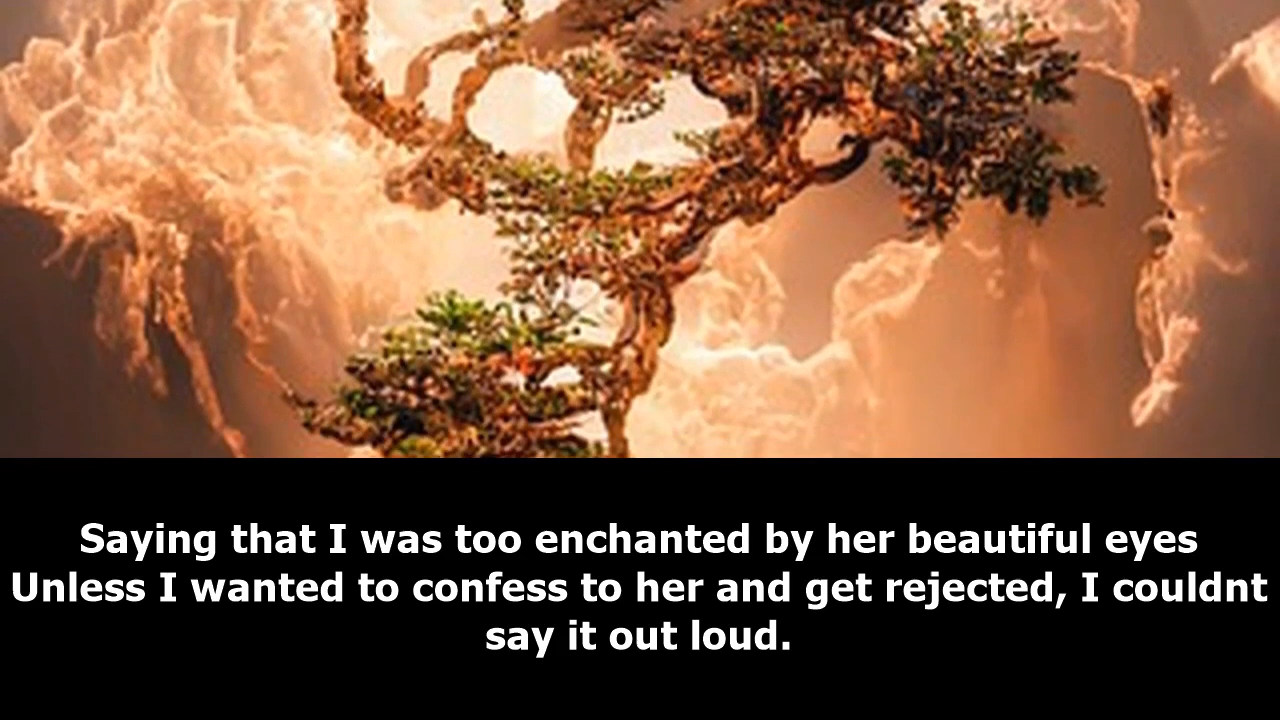 Saying that I was too enchanted by her beautiful eyes
Unless I wanted to confess to her and get rejected, I couldnt
say it out loud.